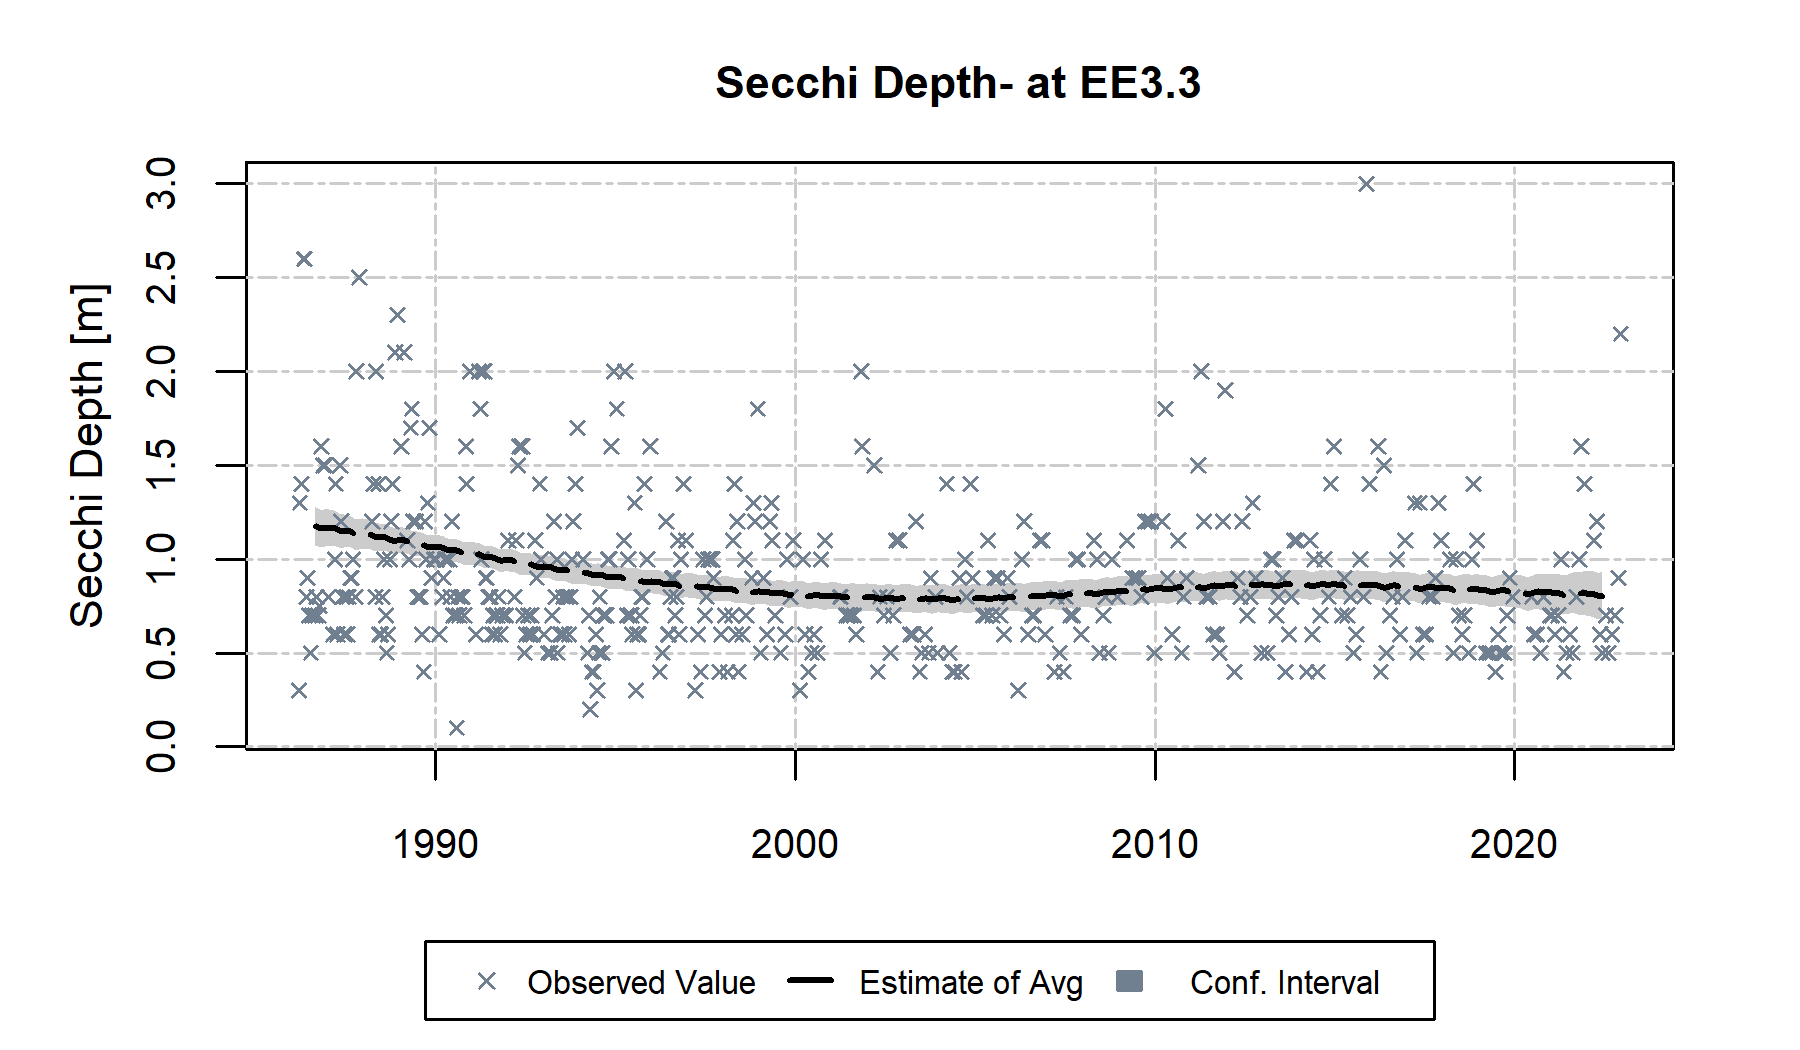 Secchi Depth- at EE3.3
Secchi Depth [m]
3.0
2.5
2.0
1.5
1.0
0.5
0.0
1990 2000 2010 2020
Observed Value Estimate of Avg Conf. Interval